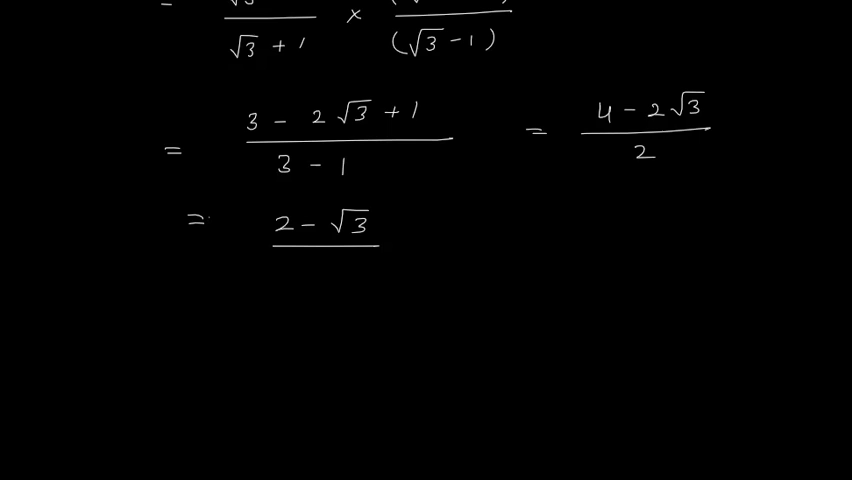 √3 + 1 × (√3 - 1)
= 3 - 2√3 + 1 / 3 - 1 = 4 - 2√3 / 2
= 2 - √3